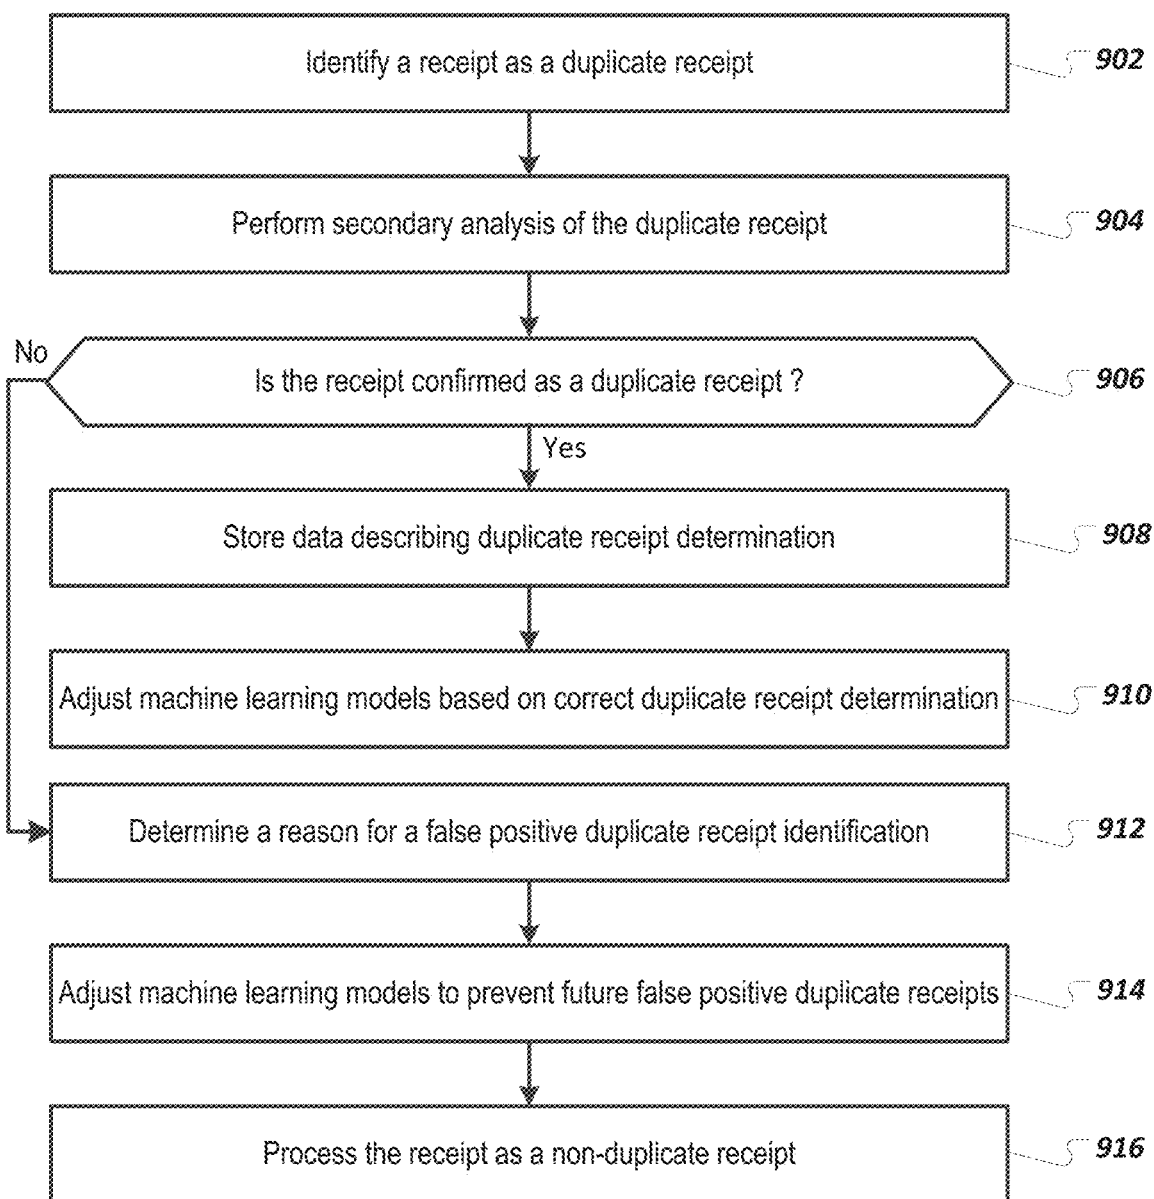 Identify a receipt as a duplicate receipt
902
Perform secondary analysis of the duplicate receipt
904
No
Is the receipt confirmed as a duplicate receipt ?
906
Yes
Store data describing duplicate receipt determination
908
Adjust machine learning models based on correct duplicate receipt determination
910
Determine a reason for a false positive duplicate receipt identification
912
Adjust machine learning models to prevent future false positive duplicate receipts
914
Process the receipt as a non-duplicate receipt
916